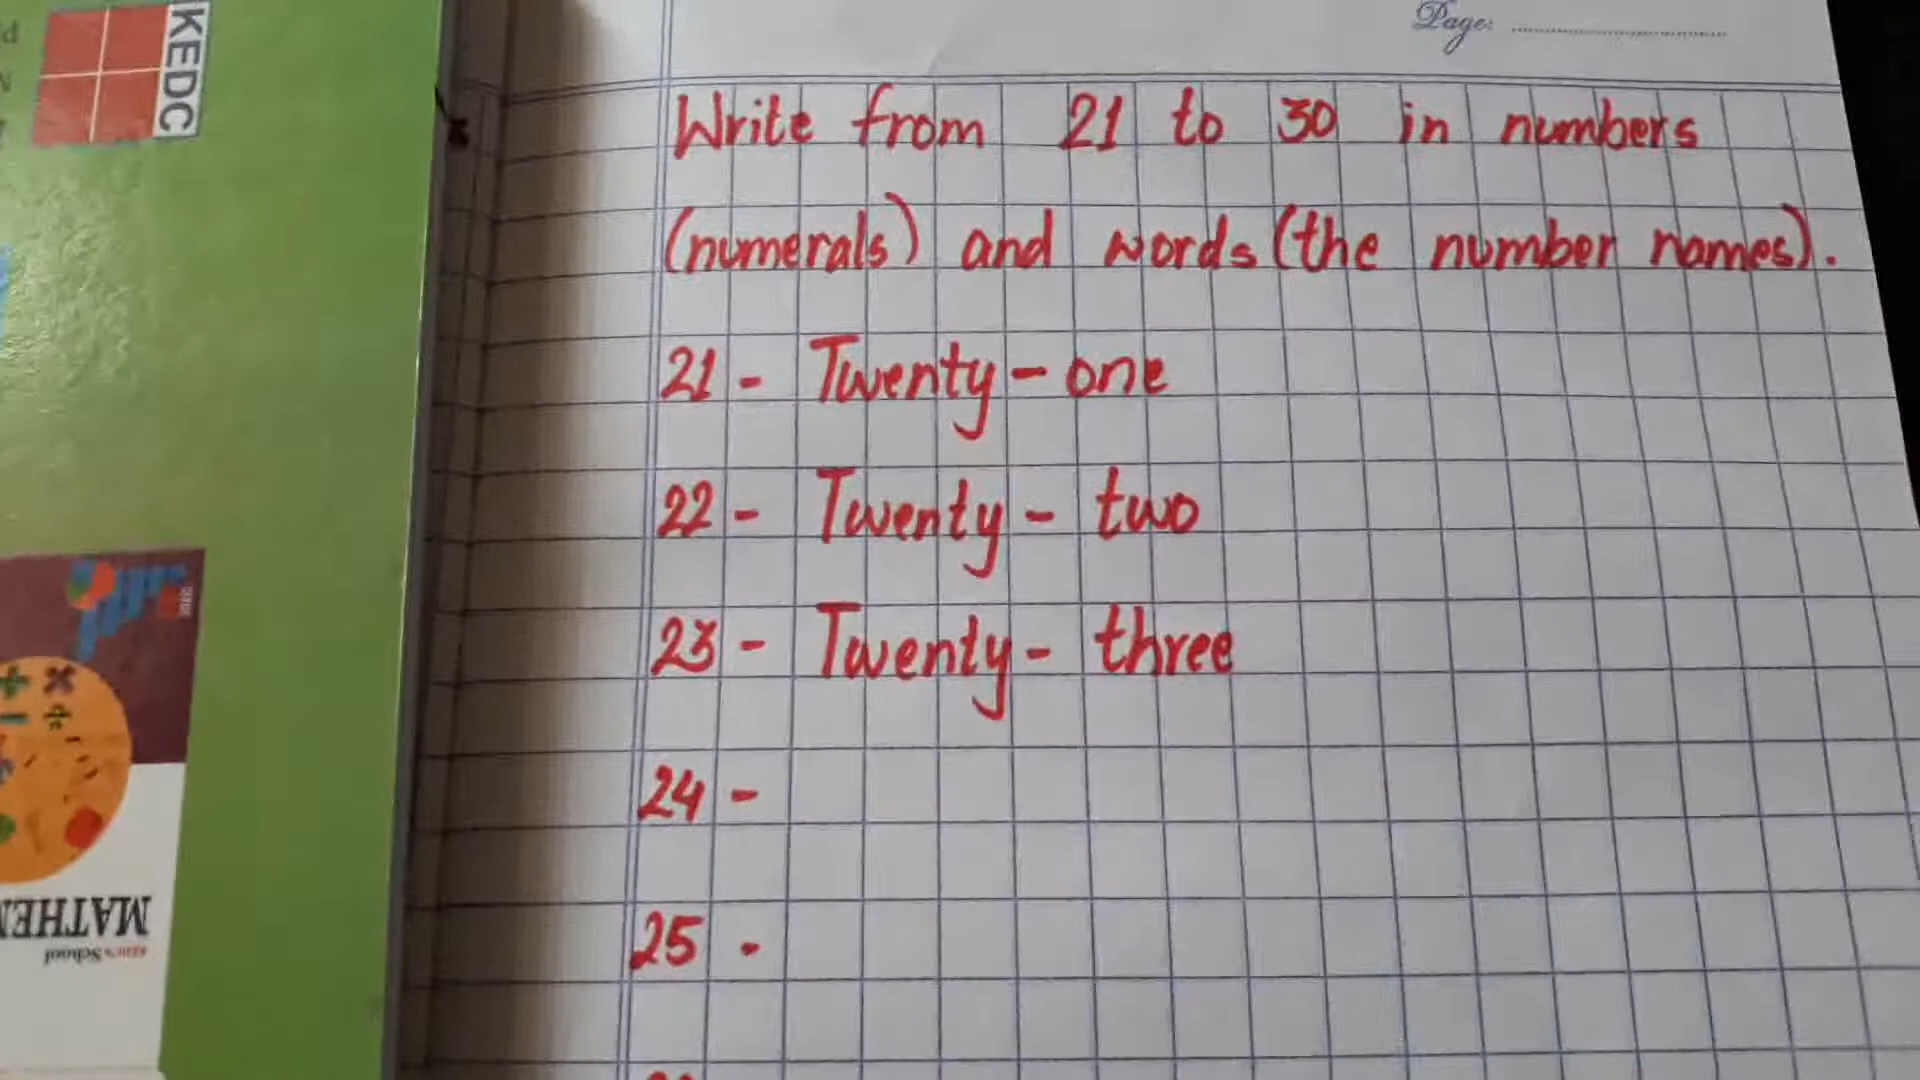 KEDC
Page:
Write from 21 to 30 in numbers
(numerals) and words (the number names).
21 - Twenty - one
22 - Twenty - two
23 - Twenty - three
24 -
25 -
MATHEM
School